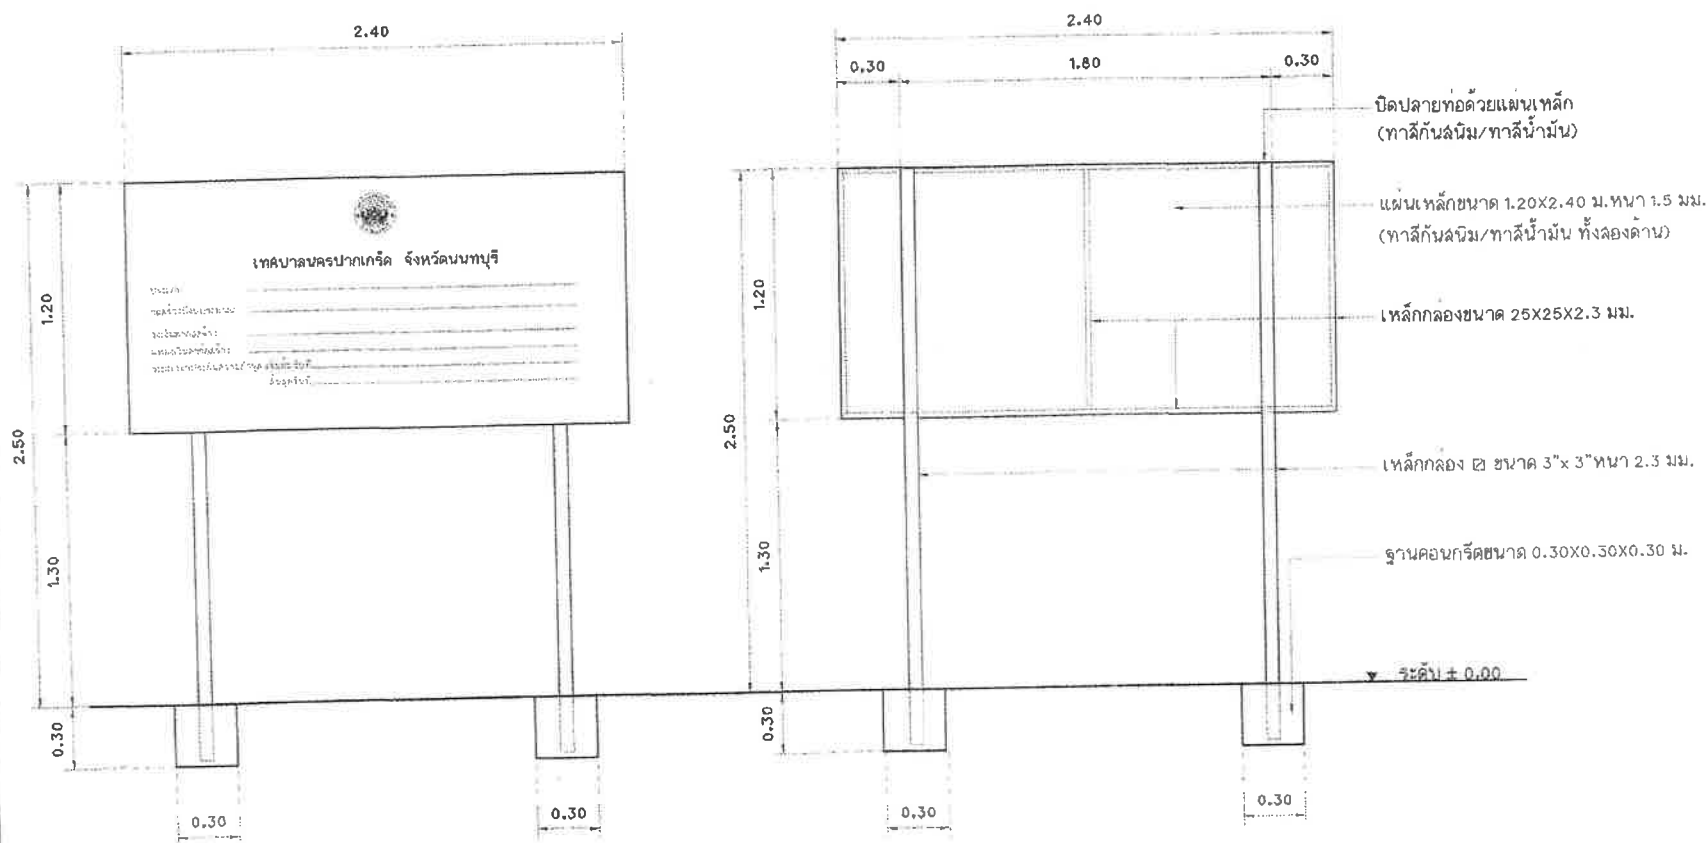 2.40
1.20
2.50
1.30
0.30
0.30
0.30
เทศบาลนครปากเกร็ด จังหวัดนนทบุรี
2.40
0.30
1.80
0.30
1.20
2.50
1.30
0.30
0.30
0.30
ปิดปลายท่อด้วยแผ่นเหล็ก
(ทาสีกันสนิม/ทาสีน้ำมัน)
แผ่นเหล็กขนาด 1.20X2.40 ม.หนา 1.5 มม.
(ทาสีกันสนิม/ทาสีน้ำมัน ทั้งสองด้าน)
เหล็กกล่องขนาด 25X25X2.3 มม.
เหล็กกล่อง ขนาด 3"x 3"หนา 2.3 มม.
ฐานคอนกรีตขนาด 0.30X0.30X0.30 ม.
ระดับ ± 0.00